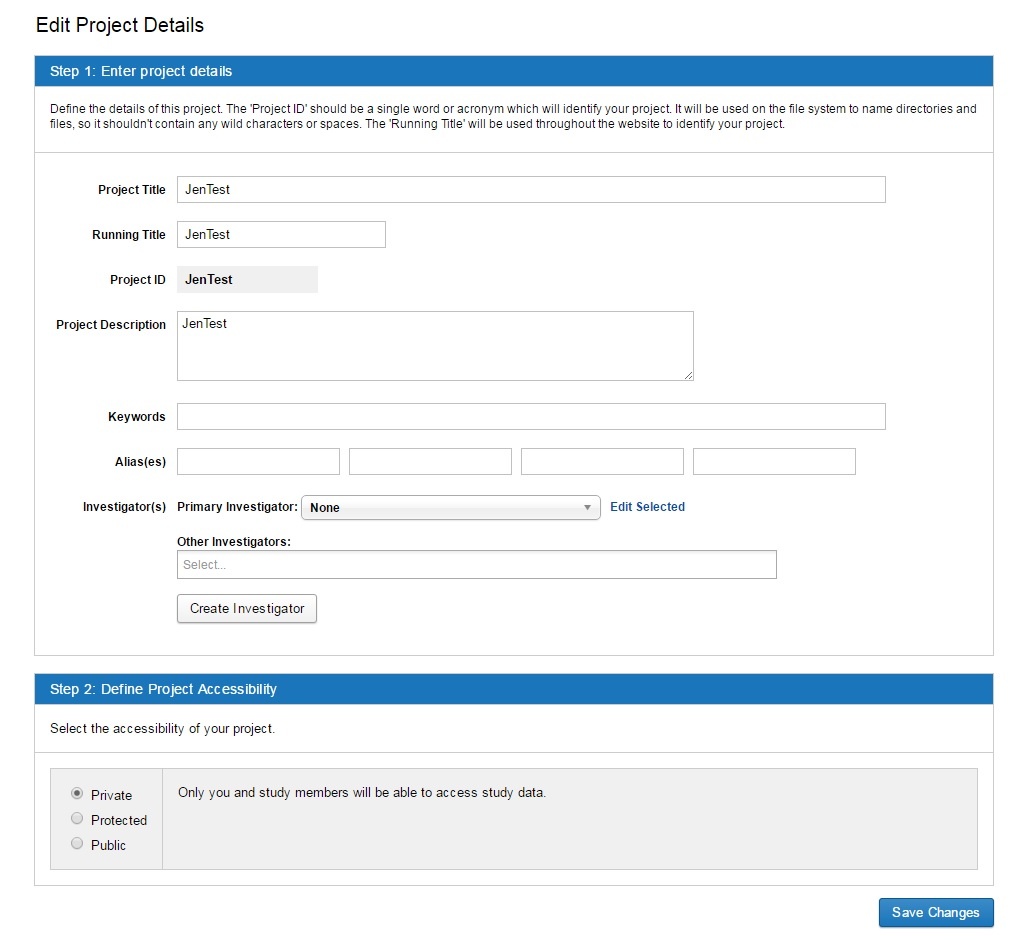 Edit Project Details
Step 1: Enter project details
Define the details of this project. The 'Project ID' should be a single word or acronym which will identify your project. It will be used on the file system to name directories and
files, so it shouldn't contain any wild characters or spaces. The 'Running Title' will be used throughout the website to identify your project.
Project Title JenTest
Running Title JenTest
Project ID JenTest
Project Description JenTest
Keywords
Alias(es)
Investigator(s) Primary Investigator: None Edit Selected
Other Investigators:
Select...
Create Investigator
Step 2: Define Project Accessibility
Select the accessibility of your project.
Private Only you and study members will be able to access study data.
Protected
Public
Save Changes